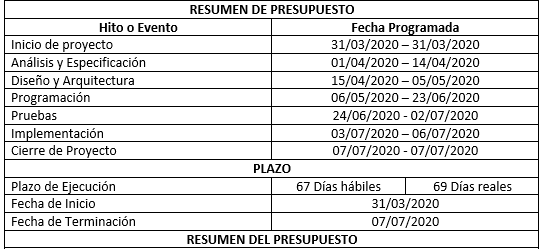 RESUMEN DE PRESUPUESTO
Hito o Evento Fecha Programada
Inicio de proyecto 31/03/2020 – 31/03/2020
Análisis y Especificación 01/04/2020 – 14/04/2020
Diseño y Arquitectura 15/04/2020 – 05/05/2020
Programación 06/05/2020 – 23/06/2020
Pruebas 24/06/2020 - 02/07/2020
Implementación 03/07/2020 – 06/07/2020
Cierre de Proyecto 07/07/2020 - 07/07/2020
PLAZO
Plazo de Ejecución 67 Días hábiles 69 Días reales
Fecha de Inicio 31/03/2020
Fecha de Terminación 07/07/2020
RESUMEN DEL PRESUPUESTO